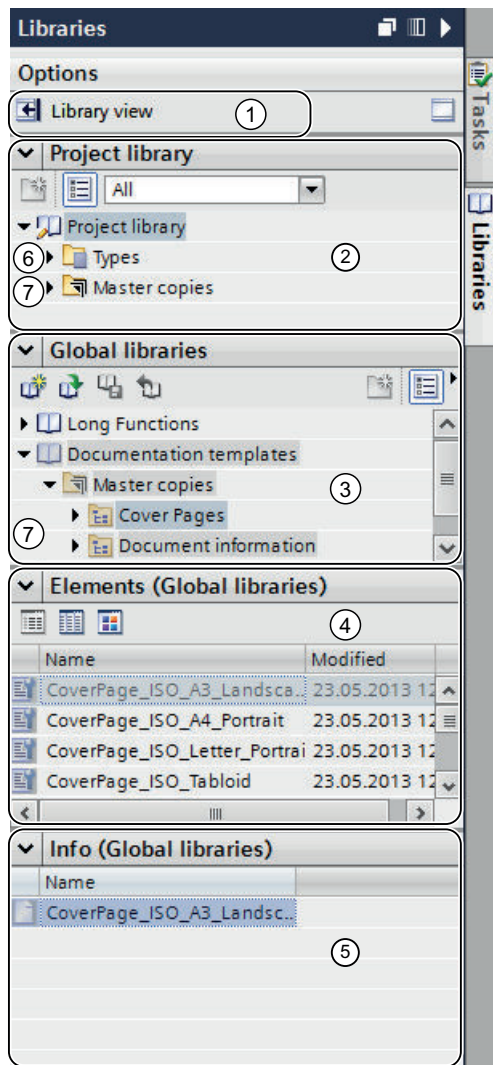 Libraries
Options
Library view
1
Project library
All
Project library
6
Types
2
7
Master copies
Global libraries
Long Functions
Documentation templates
Master copies
3
Cover Pages
7
Document information
Elements (Global libraries)
4
Name Modified
CoverPage_ISO_A3_Landsca.. 23.05.2013 12
CoverPage_ISO_A4_Portrait 23.05.2013 12
CoverPage_ISO_Letter_Portrai 23.05.2013 12
CoverPage_ISO_Tabloid 23.05.2013 12
Info (Global libraries)
Name
CoverPage_ISO_A3_Landsc..
5
Tasks
Libraries